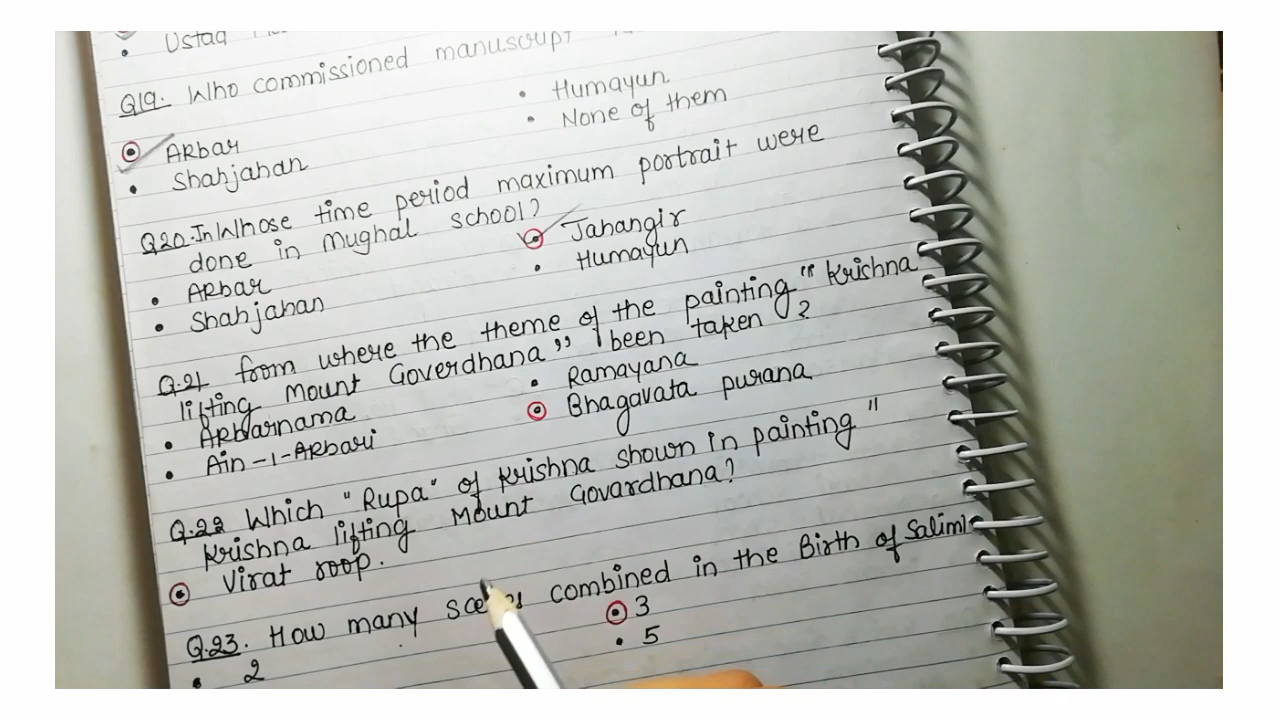 Ustad
Q19. Who commissioned manuscript
• Humayun
• None of them
• Akbar
• Shahjahan
Q20. In Whose time period maximum portrait were
done in Mughal school?
• Jahangir
• Humayun
• Akbar
• Shahjahan
Q.21 from where the theme of the painting "Krishna
lifting Mount Goverdhana" been taken ?
• Ramayana
• Bhagavata purana
• Akbarnama
• Ain-i-Akbari
Q.22 Which "Rupa" of Krishna shown in painting "
Krishna lifting Mount Govardhana?
• Virat roop.
Q.23. How many combined in the Birth of Salim
• 3
• 5
• 2